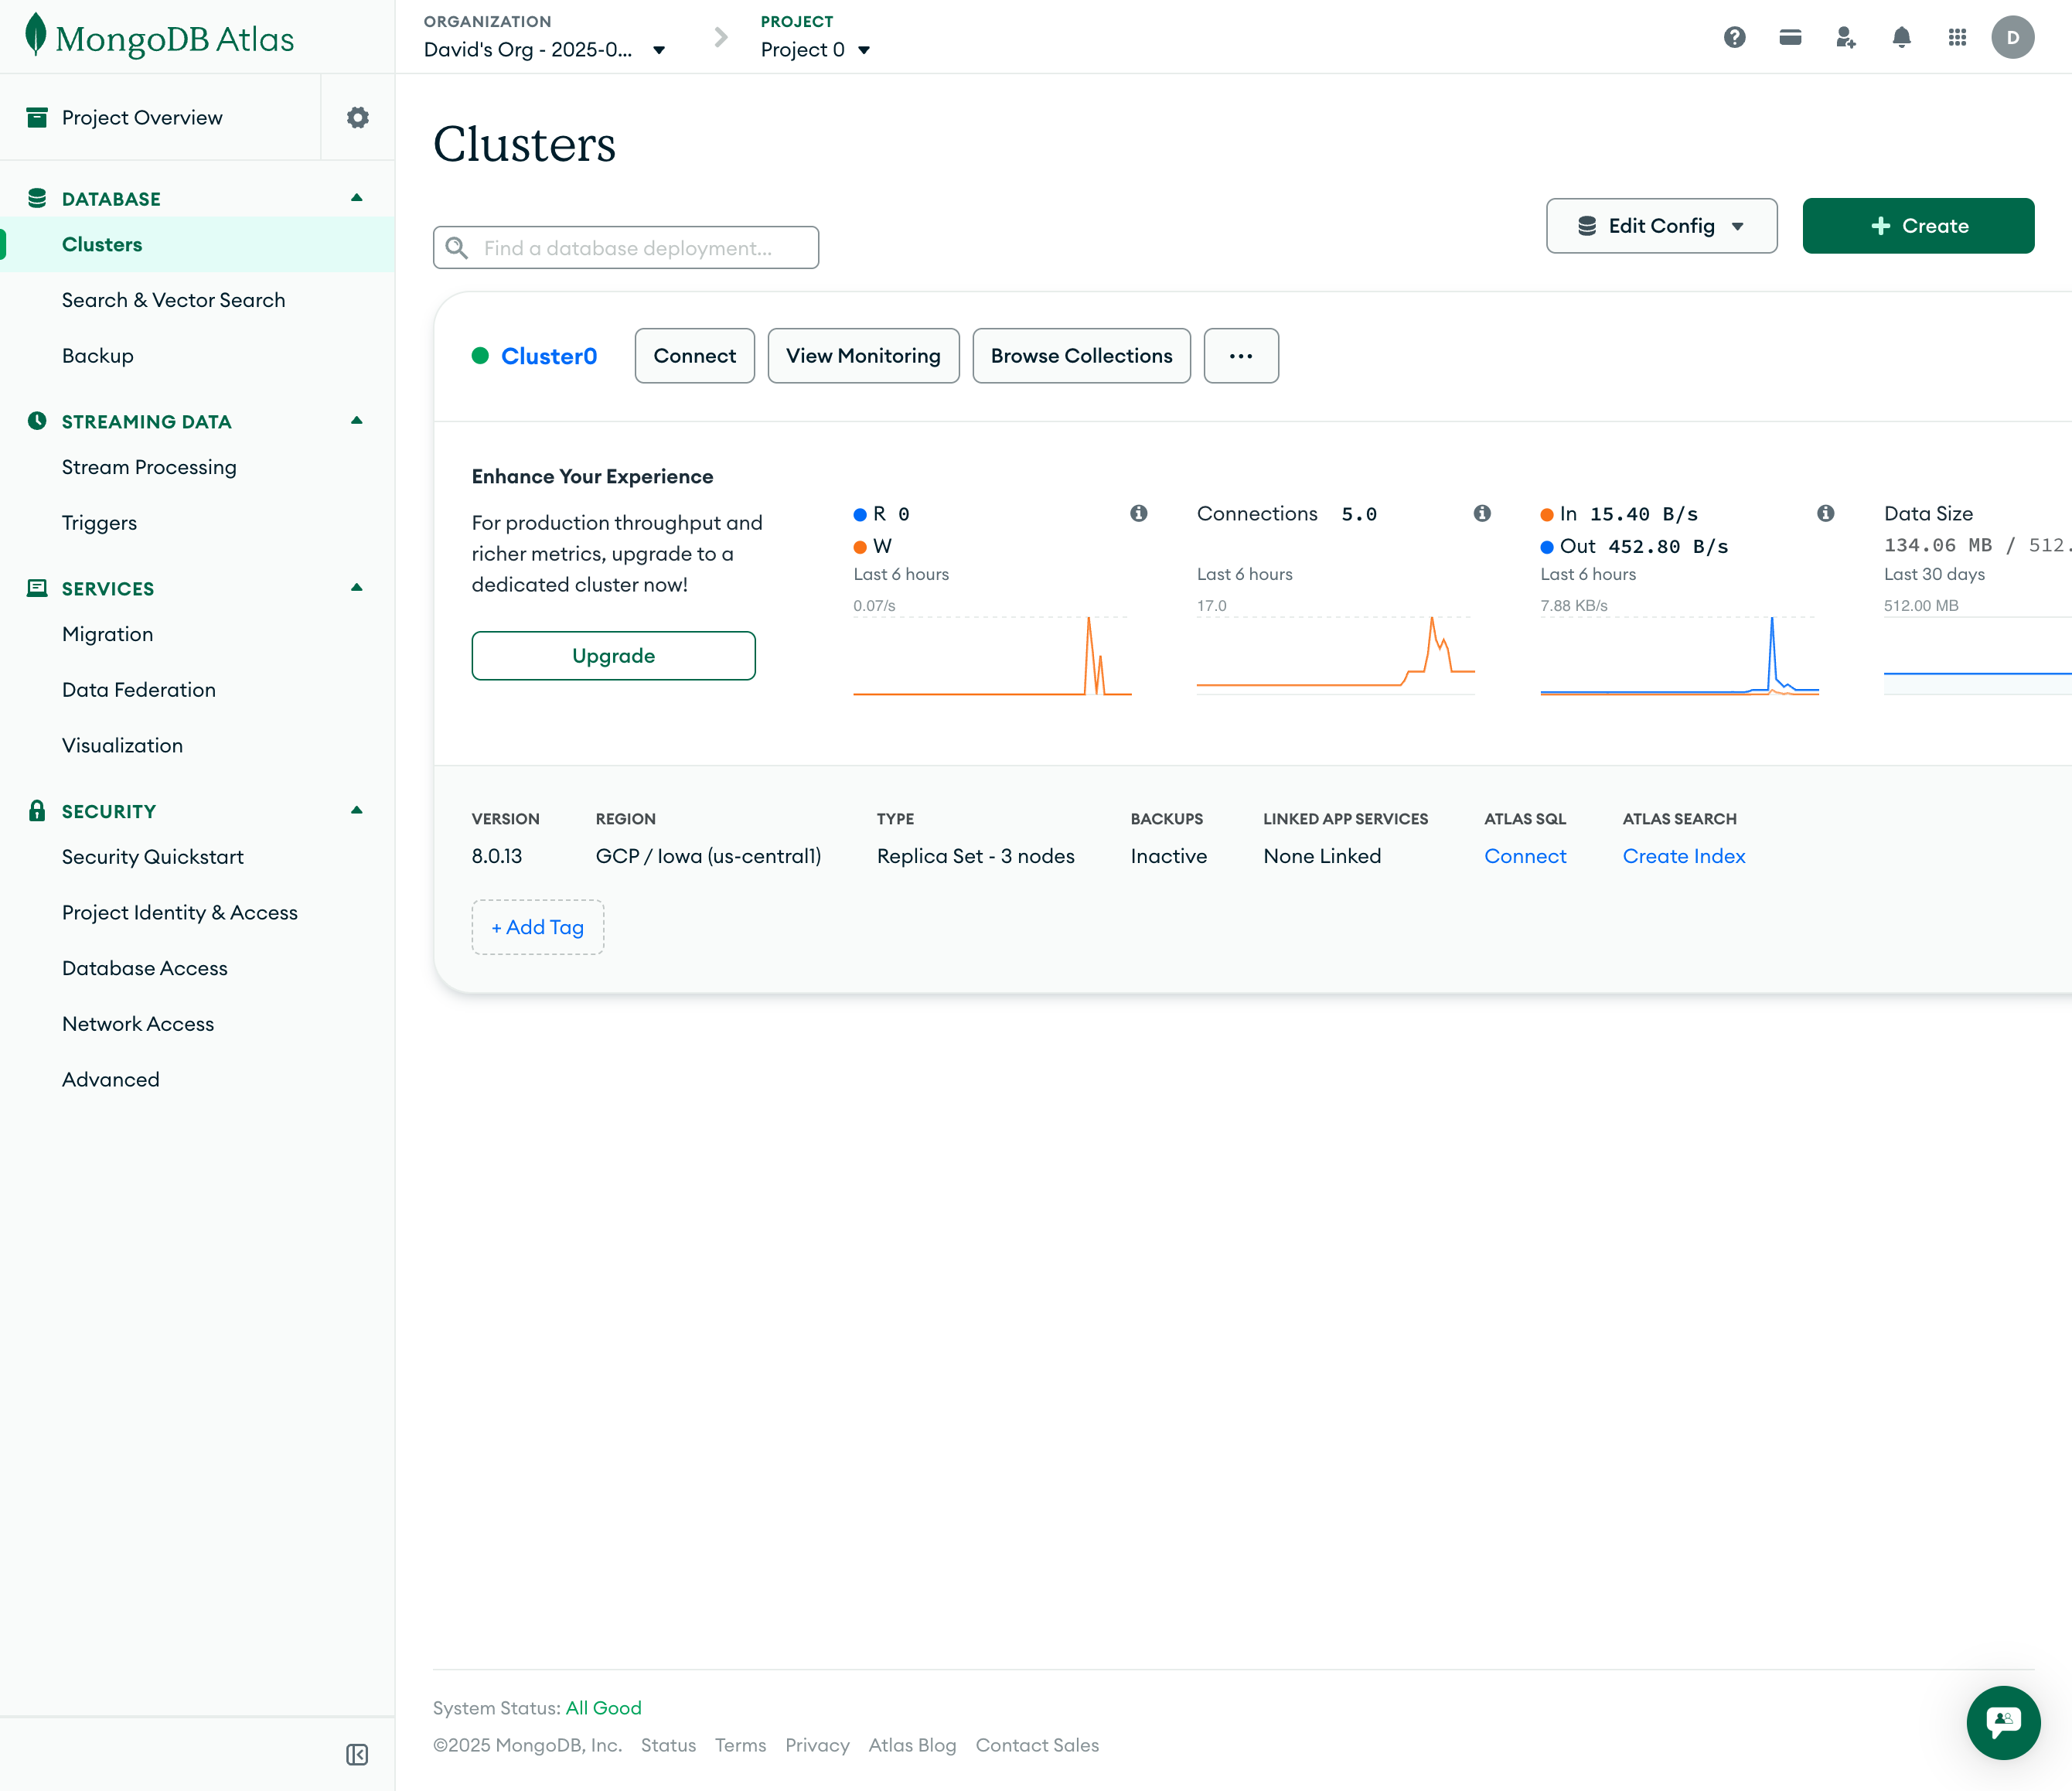 MongoDB Atlas
ORGANIZATION
David's Org - 2025-0...
PROJECT
Project 0
D
Project Overview
DATABASE
Clusters
Search & Vector Search
Backup
STREAMING DATA
Stream Processing
Triggers
SERVICES
Migration
Data Federation
Visualization
SECURITY
Security Quickstart
Project Identity & Access
Database Access
Network Access
Advanced
Clusters
Find a database deployment...
Edit Config
+ Create
Cluster0
Connect
View Monitoring
Browse Collections
...
Enhance Your Experience
For production throughput and
richer metrics, upgrade to a
dedicated cluster now!
Upgrade
R 0
W
Last 6 hours
0.07/s
Connections 5.0
Last 6 hours
17.0
In 15.40 B/s
Out 452.80 B/s
Last 6 hours
7.88 KB/s
Data Size
134.06 MB / 512.
Last 30 days
512.00 MB
VERSION
8.0.13
REGION
GCP / Iowa (us-central1)
TYPE
Replica Set - 3 nodes
BACKUPS
Inactive
LINKED APP SERVICES
None Linked
ATLAS SQL
Connect
ATLAS SEARCH
Create Index
+ Add Tag
System Status: All Good
©2025 MongoDB, Inc. Status Terms Privacy Atlas Blog Contact Sales